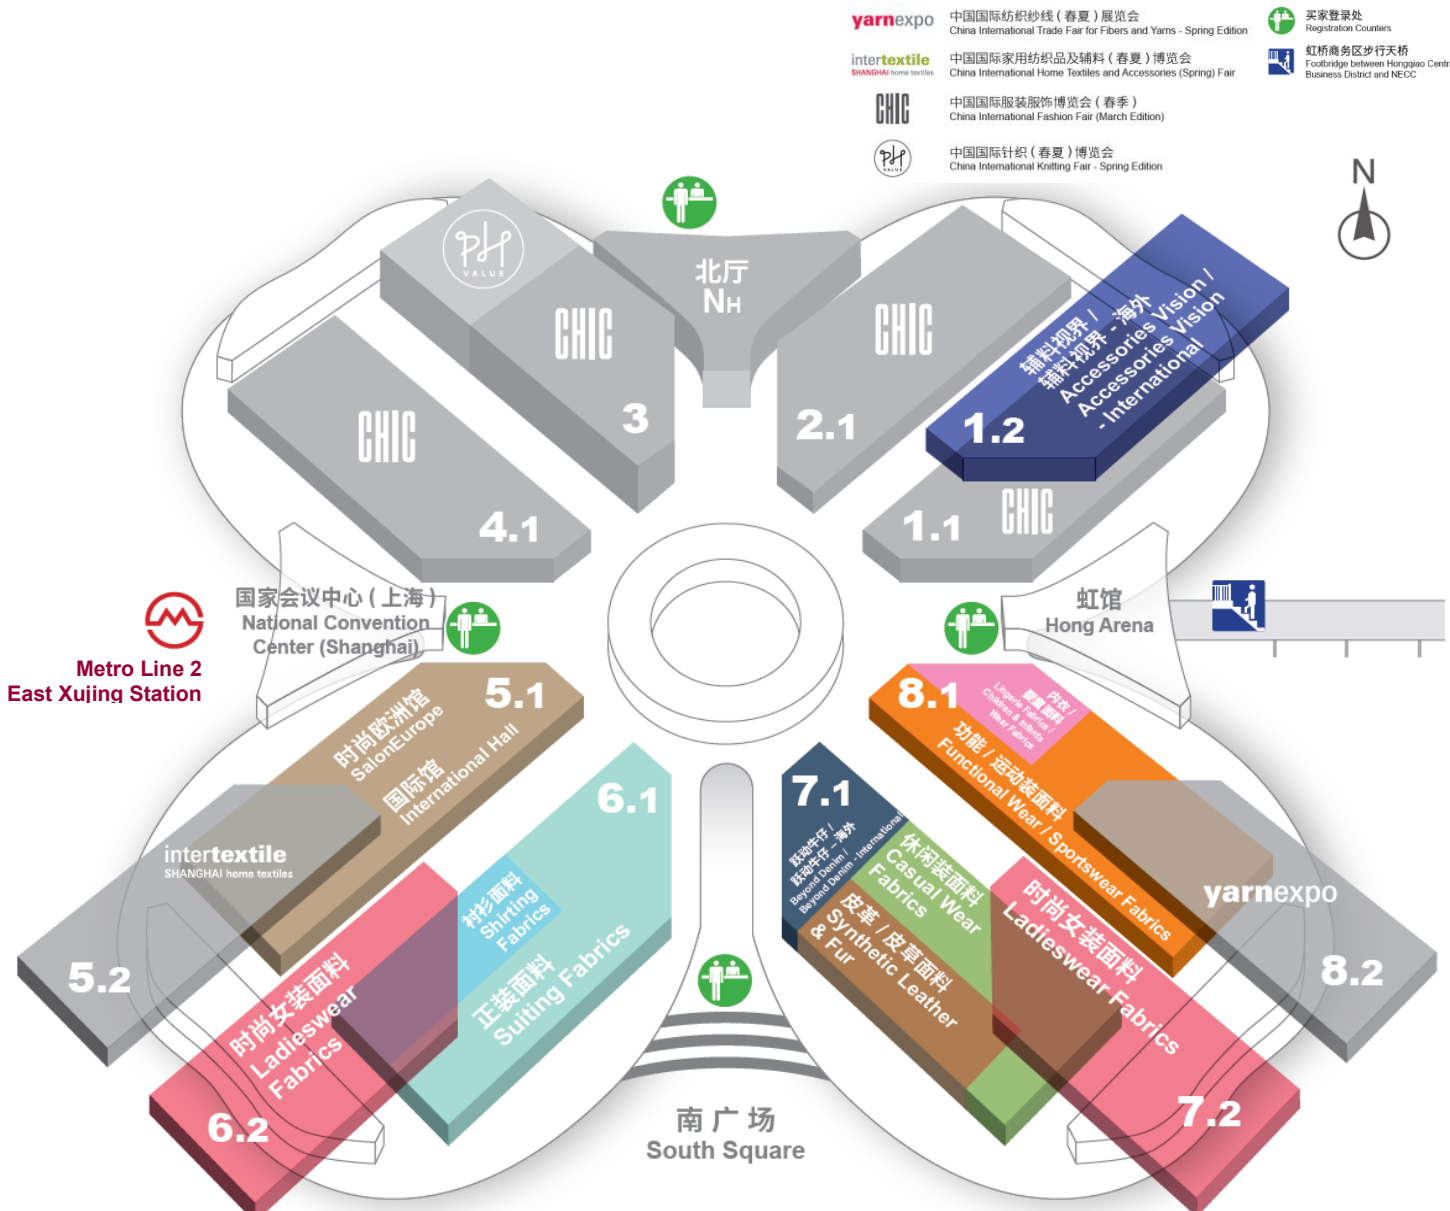 yarnexpo
中国国际纺织纱线 ( 春夏 ) 展览会
China International Trade Fair for Fibers and Yarns - Spring Edition
intertextile
SHANGHAI home textiles
中国国际家用纺织品及辅料 ( 春夏 ) 博览会
China International Home Textiles and Accessories (Spring) Fair
CHIC
中国国际服装服饰博览会 ( 春季 )
China International Fashion Fair (March Edition)
PH
VALUE
中国国际针织 ( 春夏 ) 博览会
China International Knitting Fair - Spring Edition
买家登录处
Registration Counters
虹桥商务区步行天桥
Footbridge between Hongqiao Centr
Business District and NECC
N
PH
VALUE
CHIC
3
北厅
NH
CHIC
2.1
辅料视界 /
辅料视界 - 海外
Accessories Vision /
Accessories Vision
- International
1.2
CHIC
4.1
CHIC
1.1
国家会议中心 ( 上海 )
National Convention
Center (Shanghai)
Metro Line 2
East Xujing Station
虹馆
Hong Arena
5.1
时尚欧洲馆
SalonEurope
国际馆
International Hall
intertextile
SHANGHAI home textiles
5.2
6.1
衬衫面料
Shirting
Fabrics
正装面料
Suiting Fabrics
时尚女装面料
Ladieswear
Fabrics
6.2
7.1
跃动牛仔 /
跃动牛仔 – 海外
Beyond Denim /
Beyond Denim - International
休闲装面料
Casual Wear
Fabrics
皮革 / 皮草面料
Synthetic Leather
& Fur
时尚女装面料
Ladieswear Fabrics
7.2
8.1
内衣 /
婴童面料
Lingerie Fabrics /
Children & Infants
Wear Fabrics
功能 / 运动装面料
Functional Wear / Sportswear Fabrics
yarnexpo
8.2
南广场
South Square